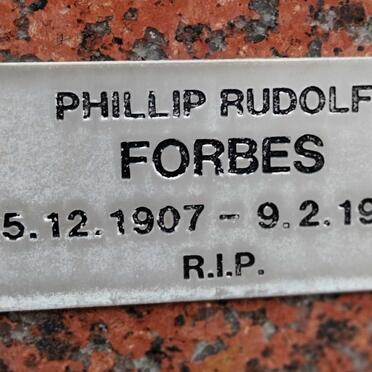 PHILLIP RUDOLF
FORBES
5.12.1907 - 9.2.19
R.I.P.